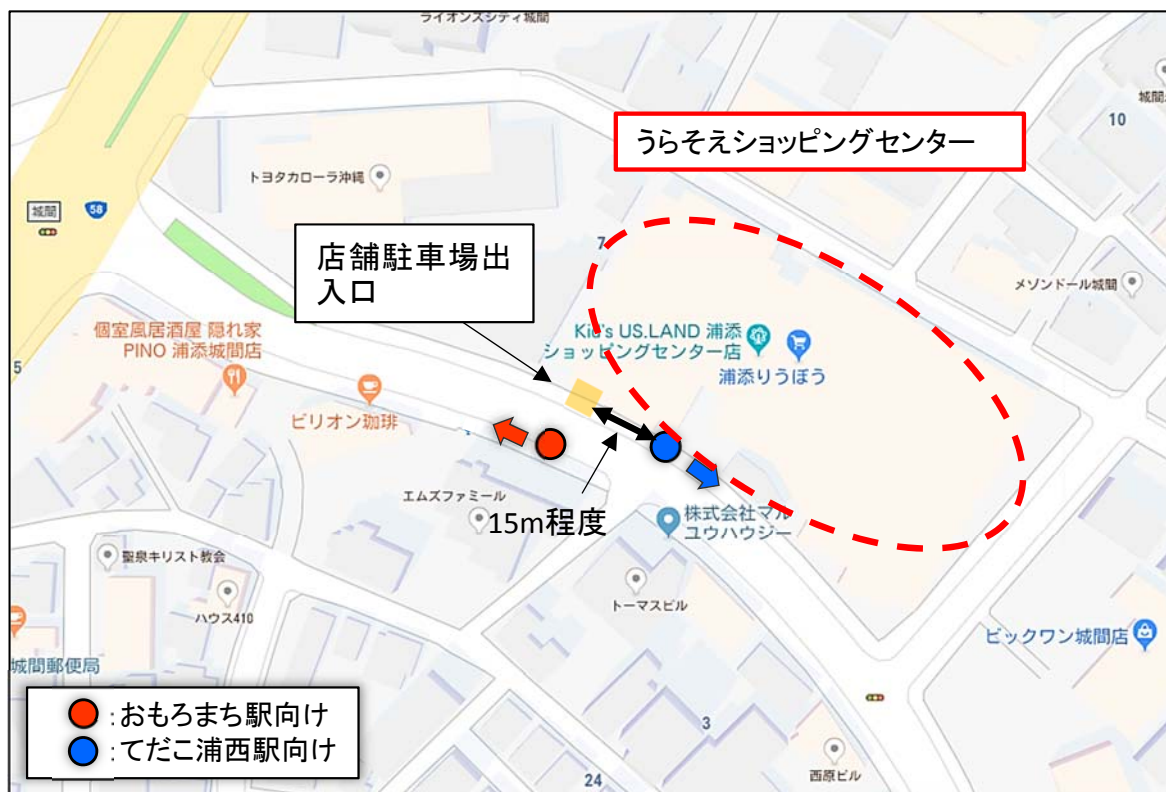 ライオンズシティ城間
城間
10
うらそえショッピングセンター
トヨタカローラ沖縄
城間
58
7
店舗駐車場出
入口
メゾンドール城間
個室風居酒屋 隠れ家
PINO 浦添城間店
Kid's US.LAND 浦添
ショッピングセンター店
浦添りうぼう
5
ビリオン珈琲
エムズファミール
15m程度
株式会社マル
ユウハウジー
聖泉キリスト教会
トーマスビル
ハウス410
ビックワン城間店
城間郵便局
:おもろまち駅向け
:てだこ浦西駅向け
3
西原ビル
24